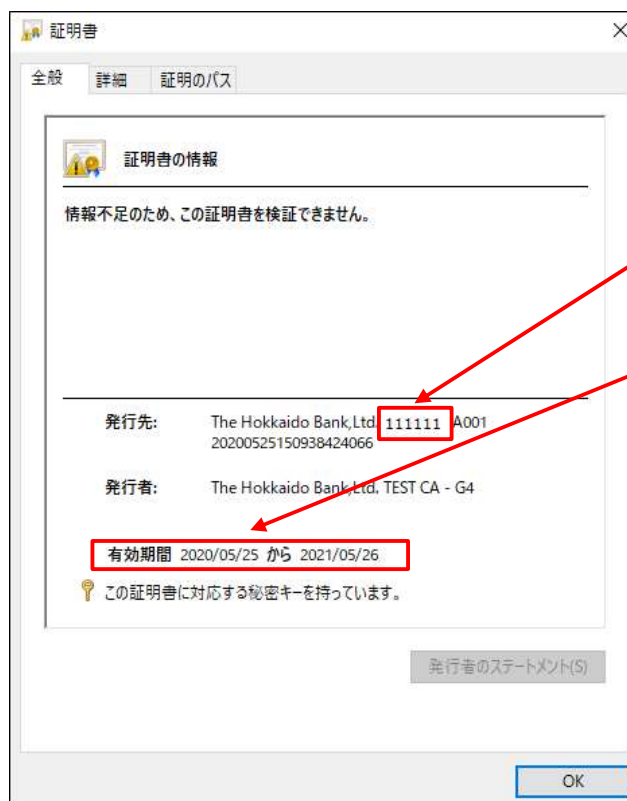 証明書
全般 詳細 証明のパス
証明書の情報
情報不足のため、この証明書を検証できません。
発行先: The Hokkaido Bank,Ltd. 111111 A001
20200525150938424066
発行者: The Hokkaido Bank,Ltd. TEST CA - G4
有効期間 2020/05/25 から 2021/05/26
この証明書に対応する秘密キーを持っています。
発行者のステートメント(S)
OK